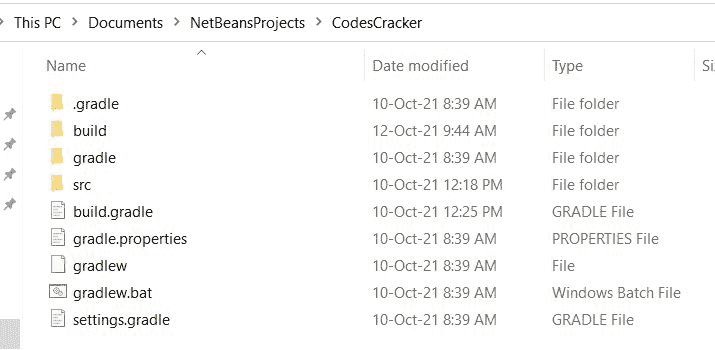 This PC > Documents > NetBeansProjects > CodesCracker
Name Date modified Type Si
.gradle 10-Oct-21 8:39 AM File folder
build 12-Oct-21 9:44 AM File folder
gradle 10-Oct-21 8:39 AM File folder
src 10-Oct-21 12:18 PM File folder
build.gradle 10-Oct-21 12:25 PM GRADLE File
gradle.properties 10-Oct-21 8:39 AM PROPERTIES File
gradlew 10-Oct-21 8:39 AM File
gradlew.bat 10-Oct-21 8:39 AM Windows Batch File
settings.gradle 10-Oct-21 8:39 AM GRADLE File